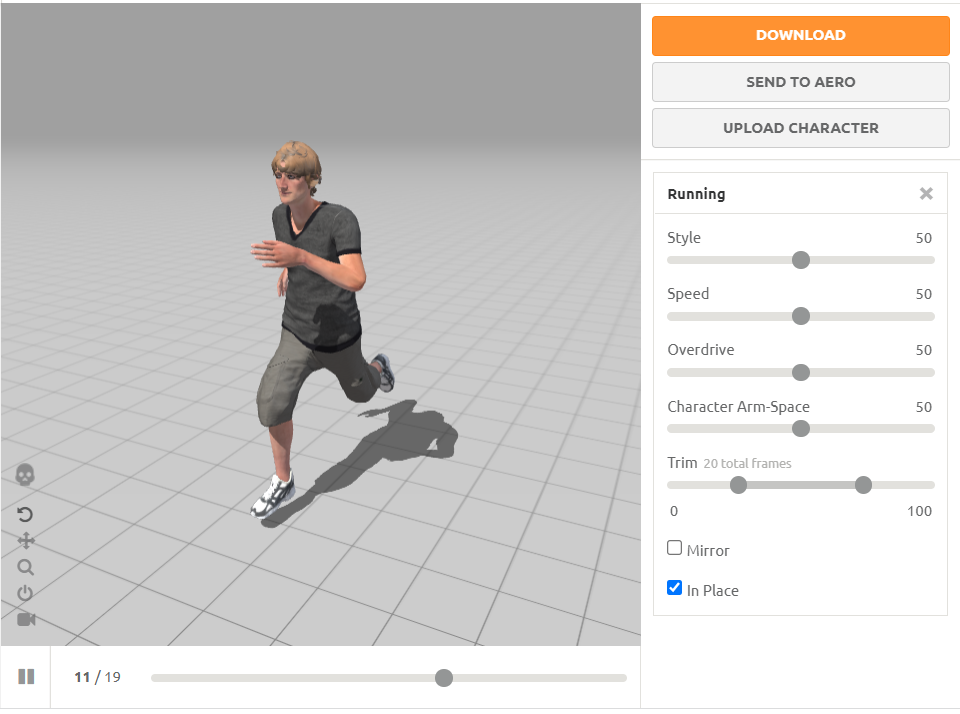 DOWNLOAD
SEND TO AERO
UPLOAD CHARACTER
Running
Style 50
Speed 50
Overdrive 50
Character Arm-Space 50
Trim 20 total frames
0 100
Mirror
In Place
11 / 19